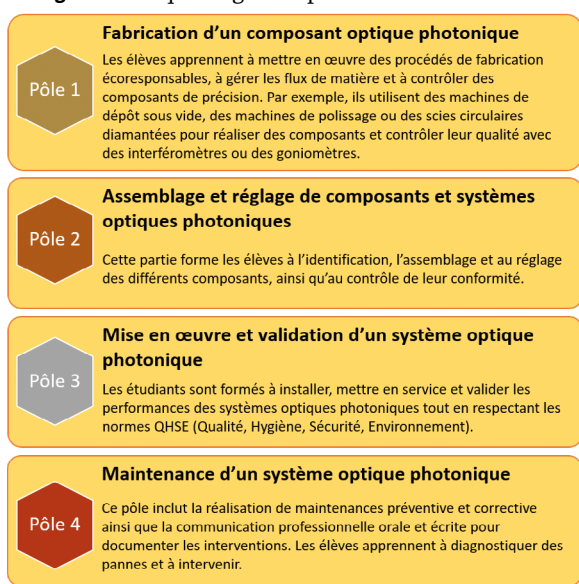 Fabrication d’un composant optique photonique
Les élèves apprennent à mettre en œuvre des procédés de fabrication
écoresponsables, à gérer les flux de matière et à contrôler des
composants de précision. Par exemple, ils utilisent des machines de
dépôt sous vide, des machines de polissage ou des scies circulaires
diamantées pour réaliser des composants et contrôler leur qualité avec
des interféromètres ou des goniomètres.
Pôle 1
Assemblage et réglage de composants et systèmes
optiques photoniques
Cette partie forme les élèves à l’identification, l’assemblage et au réglage
des différents composants, ainsi qu’au contrôle de leur conformité.
Pôle 2
Mise en œuvre et validation d’un système optique
photonique
Les étudiants sont formés à installer, mettre en service et valider les
performances des systèmes optiques photoniques tout en respectant les
normes QHSE (Qualité, Hygiène, Sécurité, Environnement).
Pôle 3
Maintenance d’un système optique photonique
Ce pôle inclut la réalisation de maintenances préventive et corrective
ainsi que la communication professionnelle orale et écrite pour
documenter les interventions. Les élèves apprennent à diagnostiquer des
pannes et à intervenir.
Pôle 4